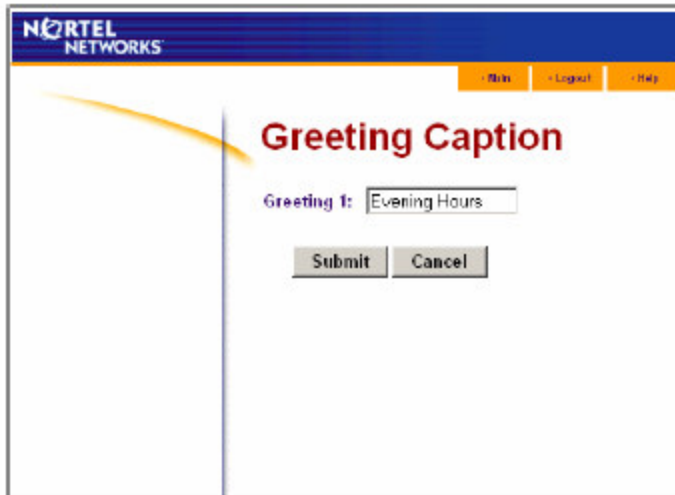 NORTEL
NETWORKS
Main Logout Help
Greeting Caption
Greeting 1: Evening Hours
Submit Cancel